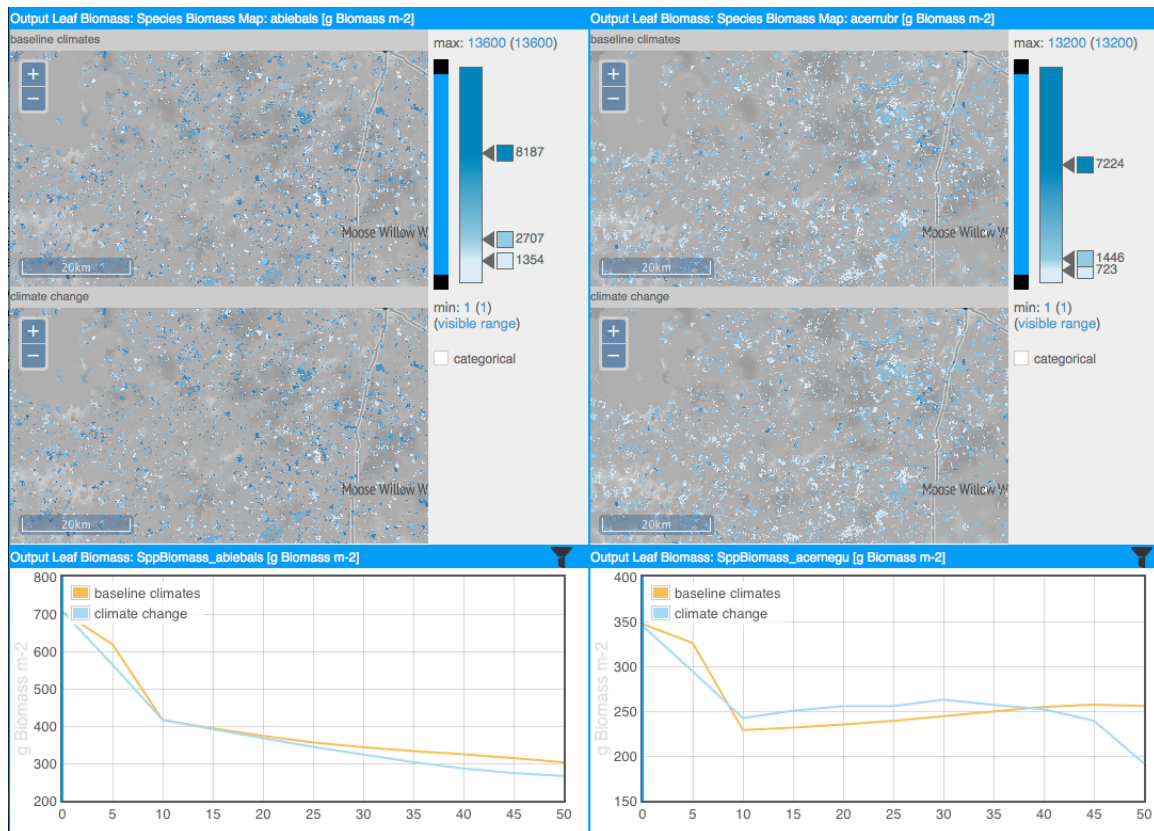 Output Leaf Biomass: Species Biomass Map: abiebals [g Biomass m-2]
baseline climates
+
−
Moose Willow W
20km
max: 13600 (13600)
8187
2707
1354
min: 1 (1)
(visible range)
categorical
climate change
+
−
Moose Willow W
20km
Output Leaf Biomass: Species Biomass Map: acerrubr [g Biomass m-2]
baseline climates
+
−
Moose Willow W
20km
max: 13200 (13200)
7224
1446
723
min: 1 (1)
(visible range)
categorical
climate change
+
−
Moose Willow W
20km
Output Leaf Biomass: SppBiomass_abiebals [g Biomass m-2]
800
700
600
500
400
300
200
g Biomass m-2
baseline climates
climate change
0 5 10 15 20 25 30 35 40 45 50
Output Leaf Biomass: SppBiomass_acernegu [g Biomass m-2]
400
350
300
250
200
150
g Biomass m-2
baseline climates
climate change
0 5 10 15 20 25 30 35 40 45 50